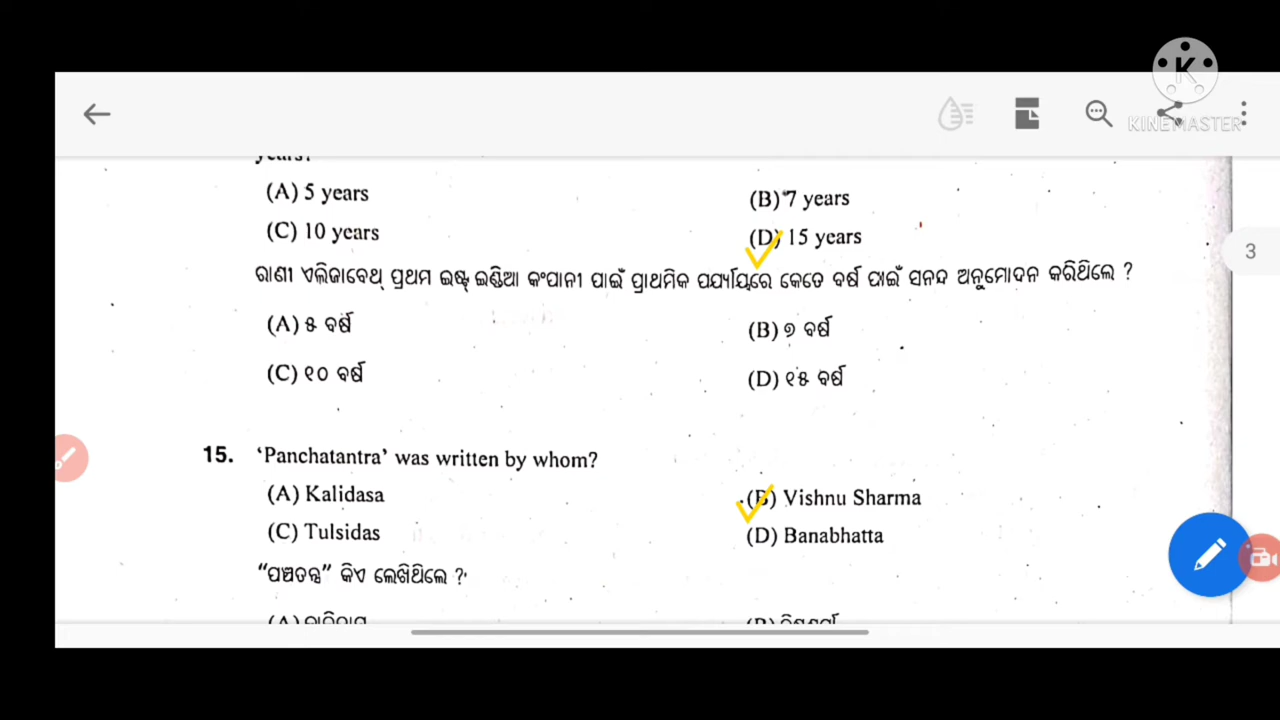 KINEMASTER
3
years?
(A) 5 years (B) 7 years
(C) 10 years (D) 15 years
ରାଣୀ ଏଲିଜାବେଥ୍ ପ୍ରଥମ ଇଷ୍ଟ୍ ଇଣ୍ଡିଆ କଂପାନୀ ପାଇଁ ପ୍ରାଥମିକ ପର୍ଯ୍ୟାୟରେ କେତେ ବର୍ଷ ପାଇଁ ସନନ୍ଦ ଅନୁମୋଦନ କରିଥିଲେ ?
(A) ୫ ବର୍ଷ (B) ୭ ବର୍ଷ
(C) ୧୦ ବର୍ଷ (D) ୧୫ ବର୍ଷ
15. ‘Panchatantra’ was written by whom?
(A) Kalidasa (B) Vishnu Sharma
(C) Tulsidas (D) Banabhatta
“ପଞ୍ଚତନ୍ତ୍ର” କିଏ ଲେଖିଥିଲେ ?
(A) (B)